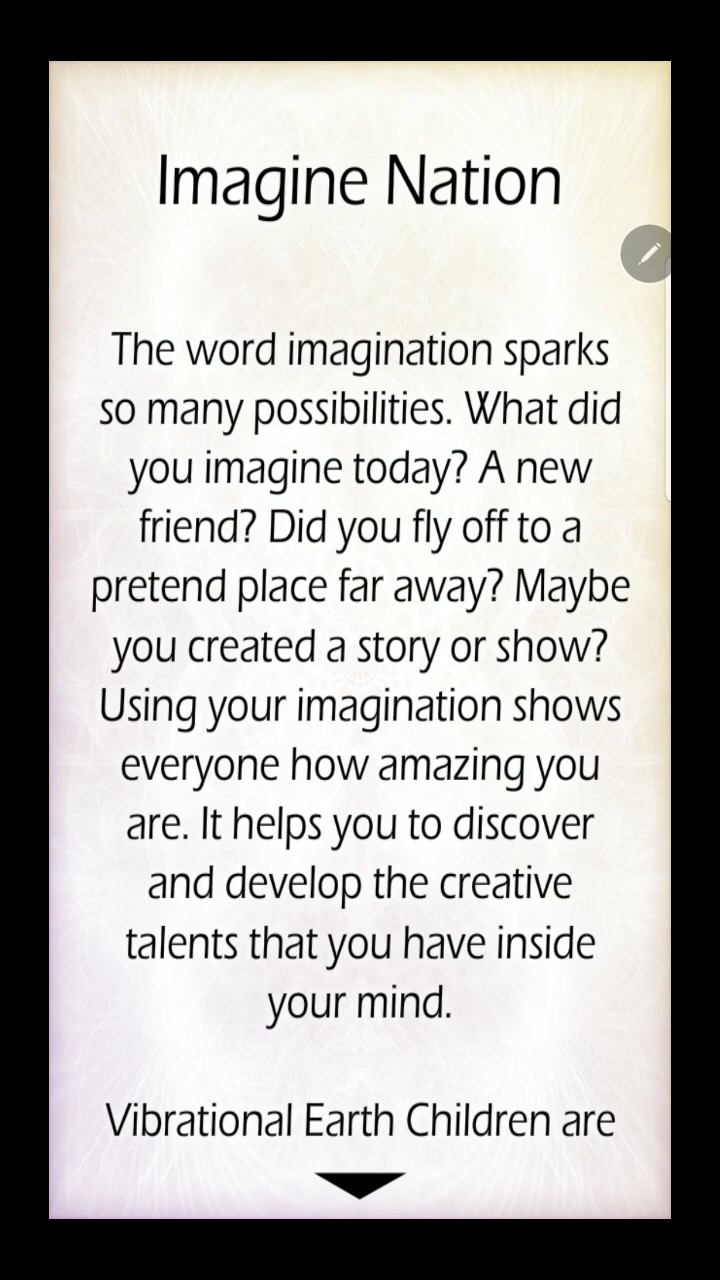 Imagine Nation
The word imagination sparks
so many possibilities. What did
you imagine today? A new
friend? Did you fly off to a
pretend place far away? Maybe
you created a story or show?
Using your imagination shows
everyone how amazing you
are. It helps you to discover
and develop the creative
talents that you have inside
your mind.
Vibrational Earth Children are